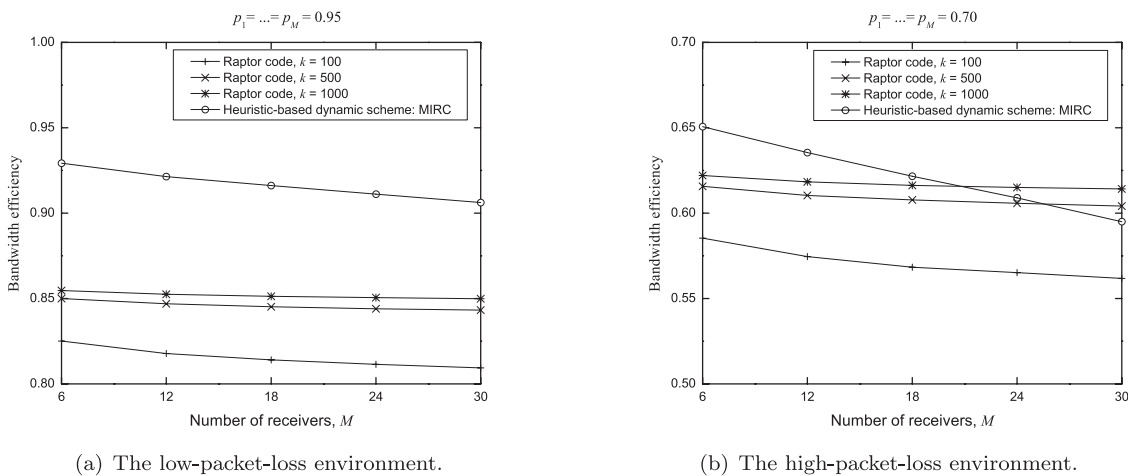 p1 = ...= pM = 0.95
1.00
0.95
0.90
0.85
0.80
Bandwidth efficiency
Raptor code, k = 100
Raptor code, k = 500
Raptor code, k = 1000
Heuristic-based dynamic scheme: MIRC
6 12 18 24 30
Number of receivers, M
(a) The low-packet-loss environment.
p1 = ...= pM = 0.70
0.70
0.65
0.60
0.55
0.50
Bandwidth efficiency
Raptor code, k = 100
Raptor code, k = 500
Raptor code, k = 1000
Heuristic-based dynamic scheme: MIRC
6 12 18 24 30
Number of receivers, M
(b) The high-packet-loss environment.